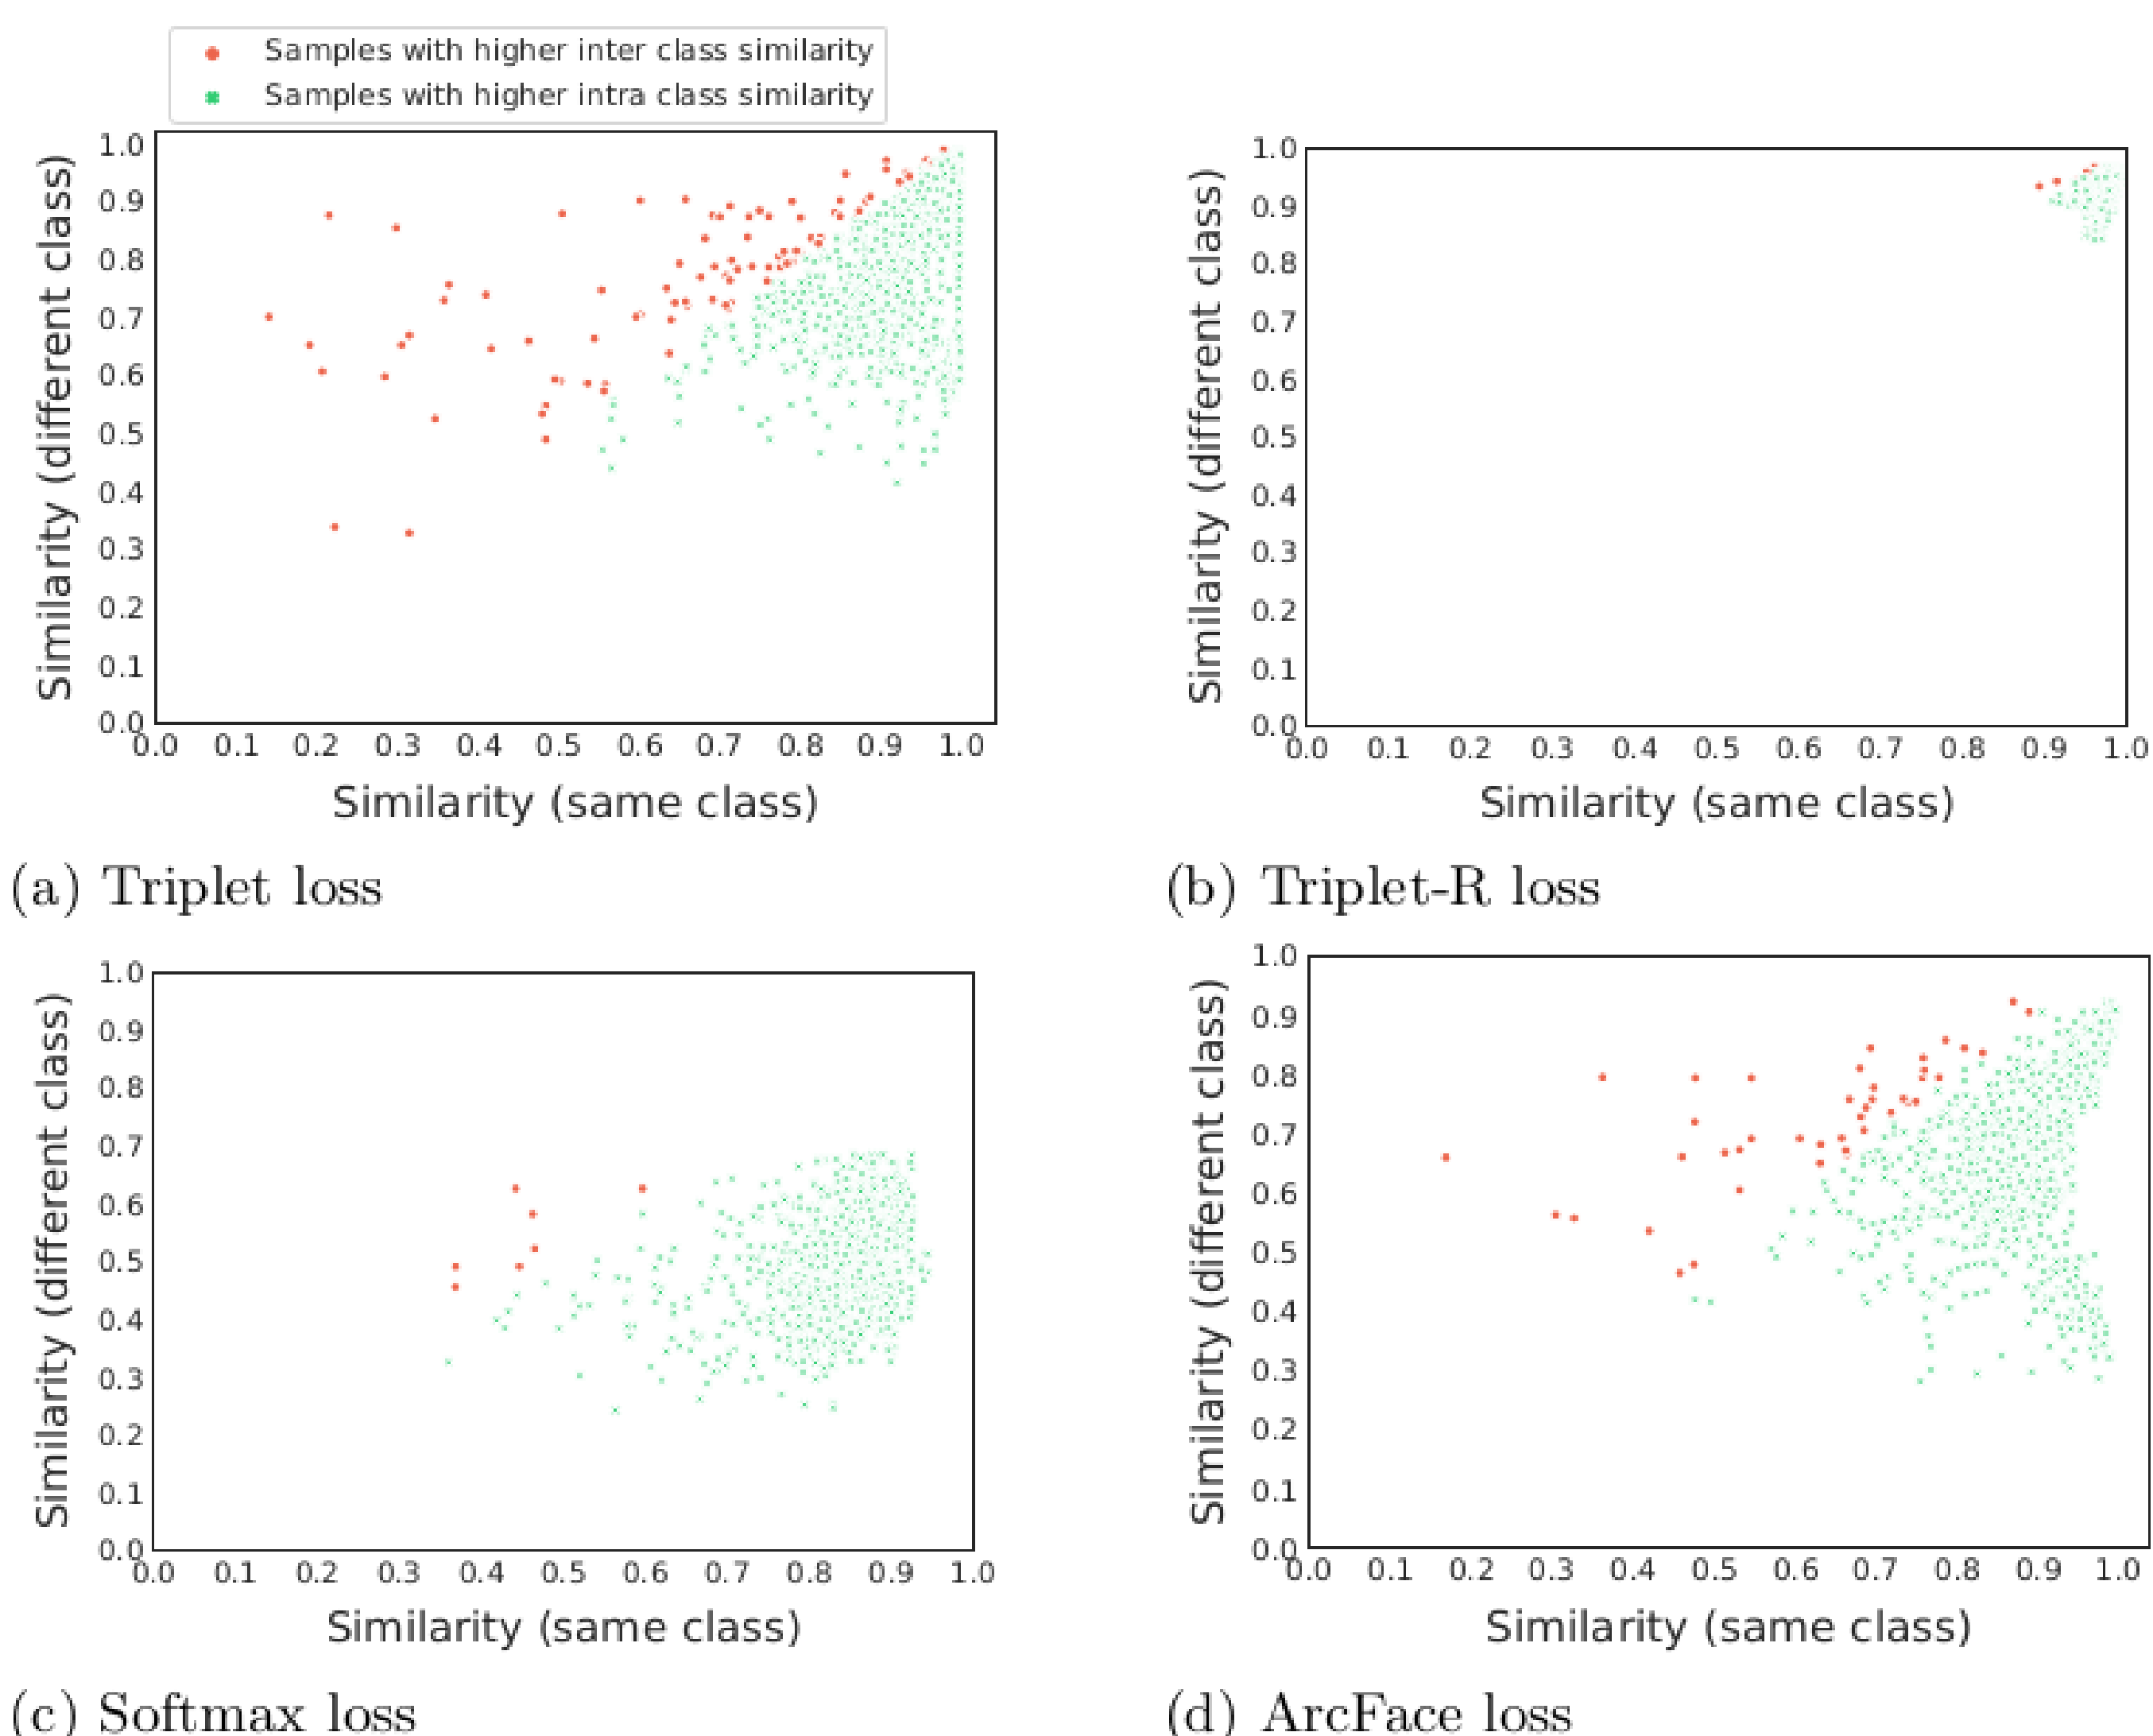 Samples with higher inter class similarity
Samples with higher intra class similarity
Similarity (different class)
1.0
0.9
0.8
0.7
0.6
0.5
0.4
0.3
0.2
0.1
0.0
0.0 0.1 0.2 0.3 0.4 0.5 0.6 0.7 0.8 0.9 1.0
Similarity (same class)
(a) Triplet loss
Similarity (different class)
1.0
0.9
0.8
0.7
0.6
0.5
0.4
0.3
0.2
0.1
0.0
0.0 0.1 0.2 0.3 0.4 0.5 0.6 0.7 0.8 0.9 1.0
Similarity (same class)
(b) Triplet-R loss
Similarity (different class)
1.0
0.9
0.8
0.7
0.6
0.5
0.4
0.3
0.2
0.1
0.0
0.0 0.1 0.2 0.3 0.4 0.5 0.6 0.7 0.8 0.9 1.0
Similarity (same class)
(c) Softmax loss
Similarity (different class)
1.0
0.9
0.8
0.7
0.6
0.5
0.4
0.3
0.2
0.1
0.0
0.0 0.1 0.2 0.3 0.4 0.5 0.6 0.7 0.8 0.9 1.0
Similarity (same class)
(d) ArcFace loss